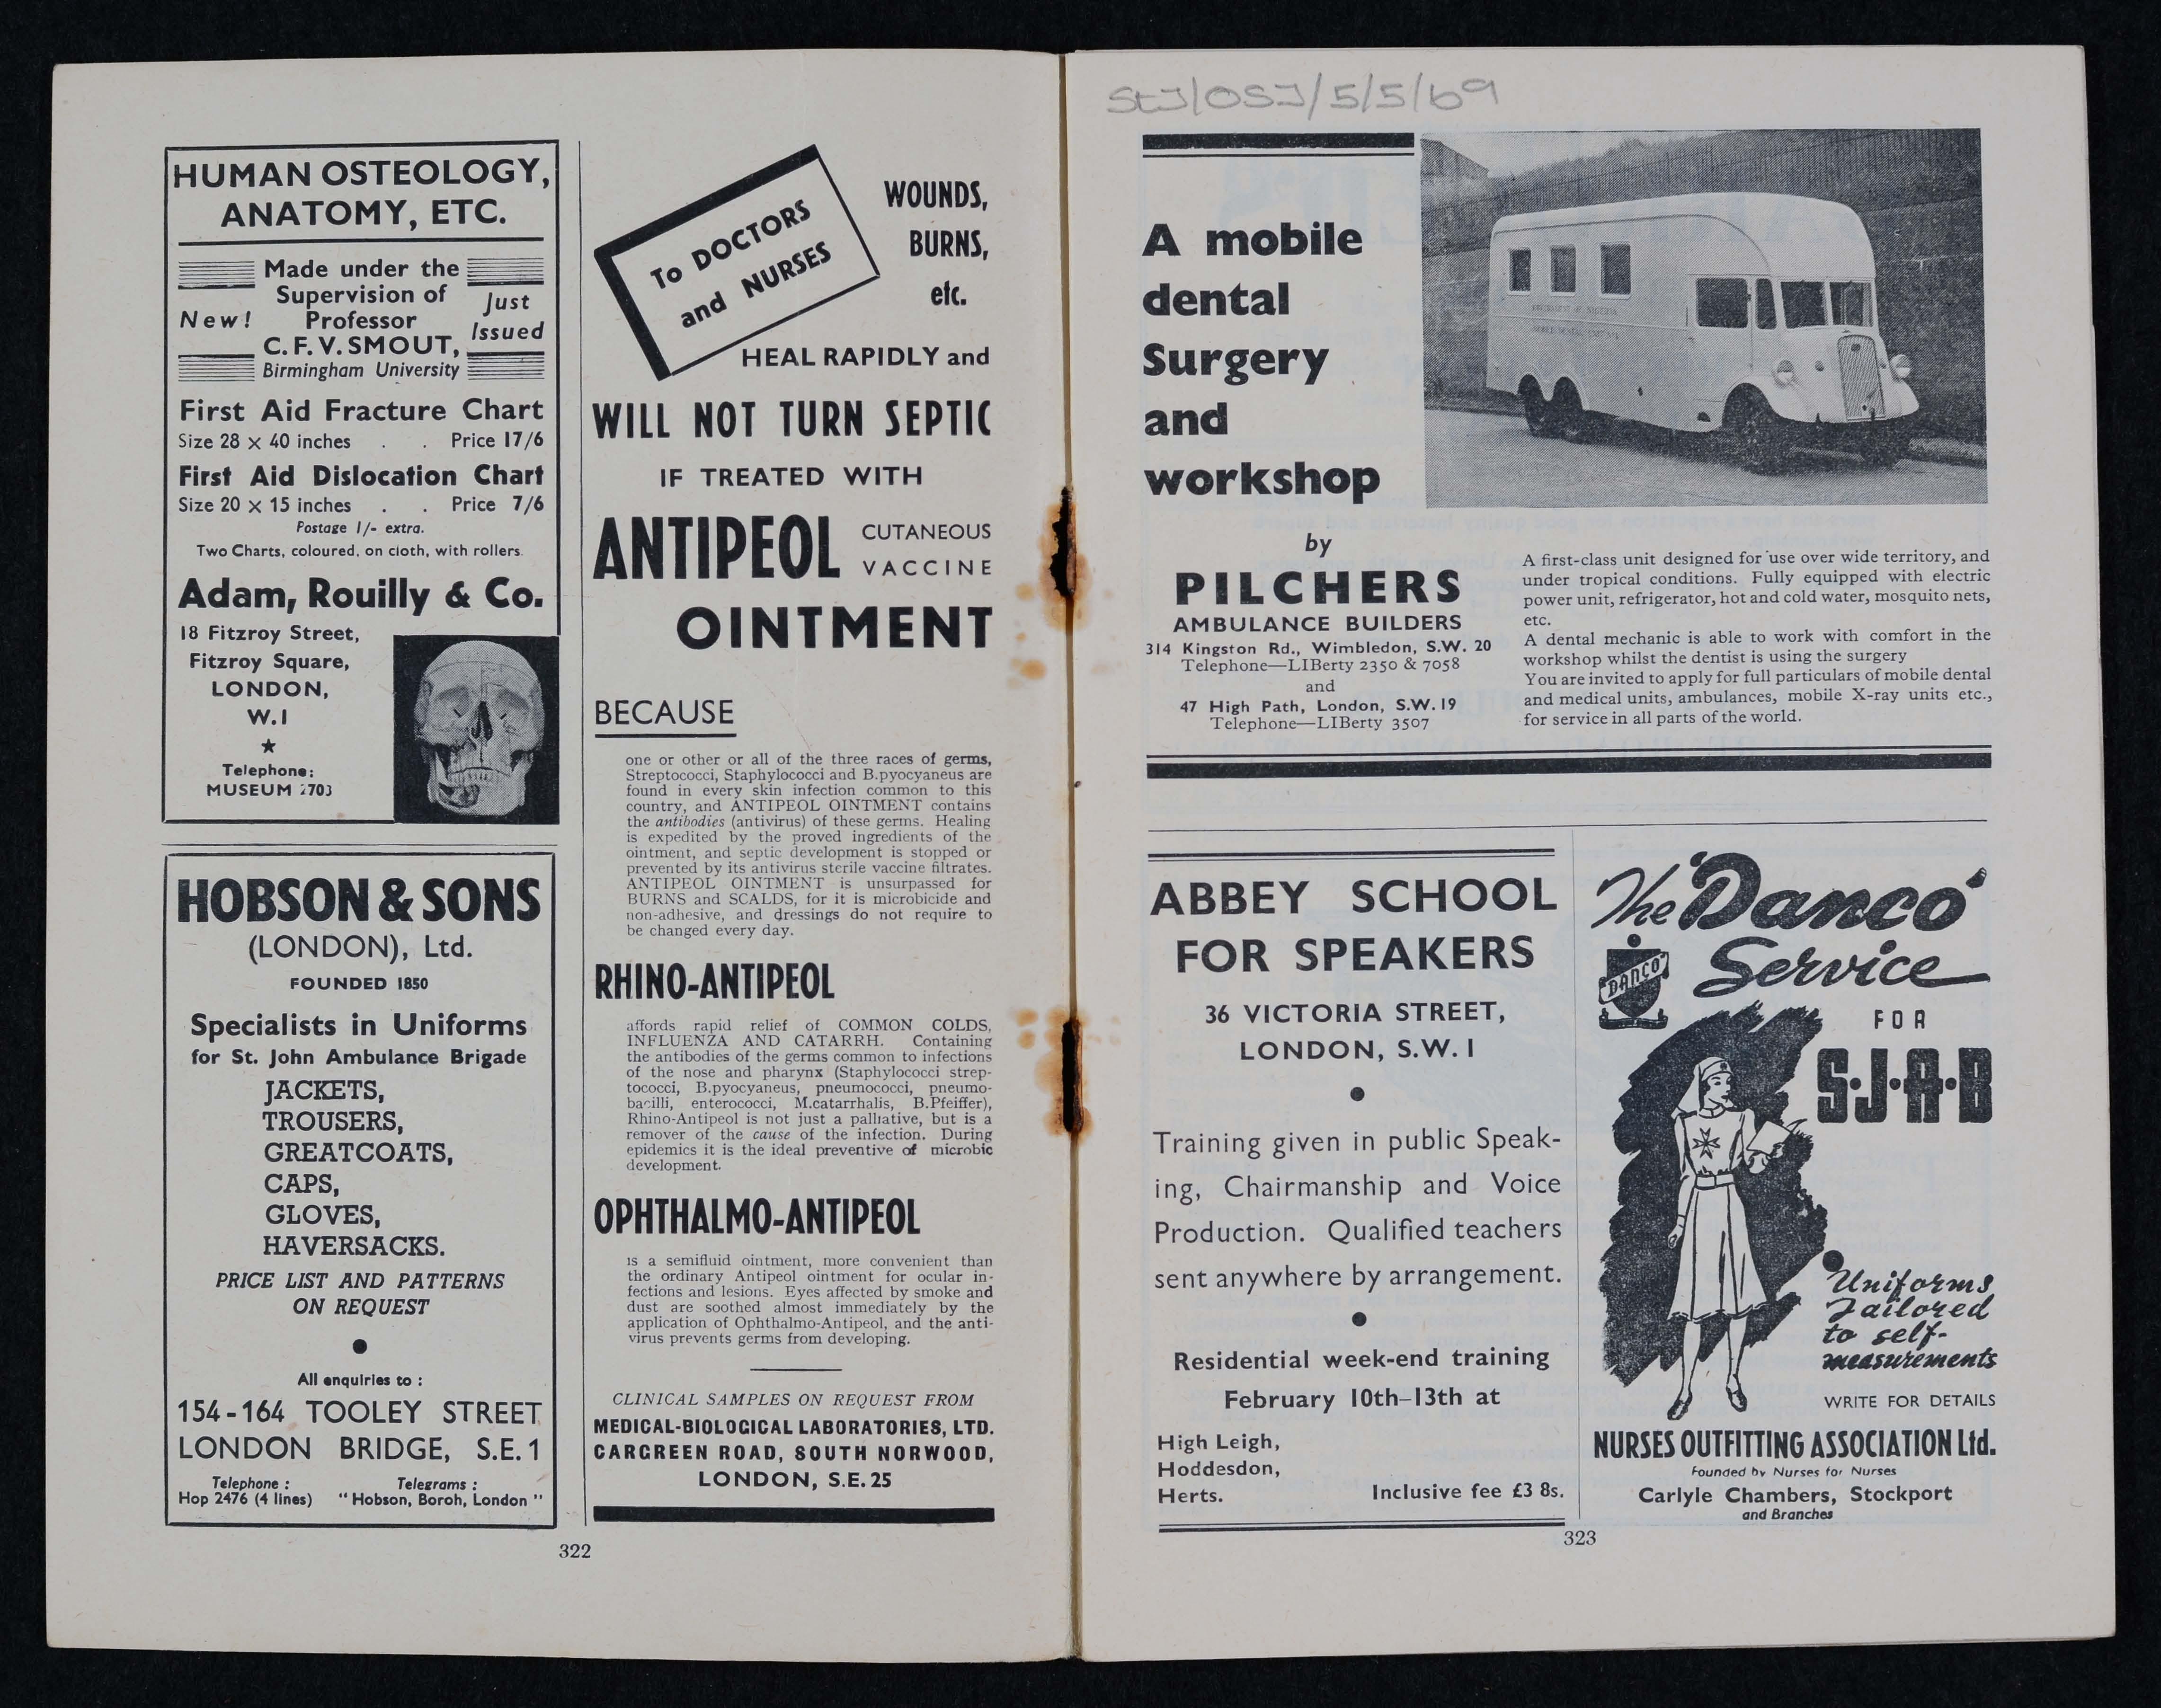 HUMAN OSTEOLOGY,
ANATOMY, ETC.
New!
Made under the
Supervision of
Professor
C. F. V. SMOUT,
Birmingham University
Just
Issued
First Aid Fracture Chart
Size 28 × 40 inches . . Price 17/6
First Aid Dislocation Chart
Size 20 × 15 inches . . Price 7/6
Postage 1/- extra.
Two Charts, coloured, on cloth, with rollers
Adam, Rouilly & Co.
18 Fitzroy Street,
Fitzroy Square,
LONDON,
W.1
★
Telephone:
MUSEUM 2703
HOBSON & SONS
(LONDON), Ltd.
FOUNDED 1850
Specialists in Uniforms
for St. John Ambulance Brigade
JACKETS,
TROUSERS,
GREATCOATS,
CAPS,
GLOVES,
HAVERSACKS.
PRICE LIST AND PATTERNS
ON REQUEST
●
All enquiries to :
154-164 TOOLEY STREET
LONDON BRIDGE, S.E.1
Telephone : Telegrams :
Hop 2476 (4 lines) "Hobson, Boroh, London"
To DOCTORS
and NURSES
WOUNDS,
BURNS,
etc.
HEAL RAPIDLY and
WILL NOT TURN SEPTIC
IF TREATED WITH
ANTIPEOL CUTANEOUS
VACCINE
OINTMENT
BECAUSE
one or other or all of the three races of germs,
Streptococci, Staphylococci and B.pyocyaneus are
found in every skin infection common to this
country, and ANTIPEOL OINTMENT contains
the antibodies (antivirus) of these germs. Healing
is expedited by the proved ingredients of the
ointment, and septic development is stopped or
prevented by its antivirus sterile vaccine filtrates.
ANTIPEOL OINTMENT is unsurpassed for
BURNS and SCALDS, for it is microbicide and
non-adhesive, and dressings do not require to
be changed every day.
RHINO-ANTIPEOL
affords rapid relief of COMMON COLDS,
INFLUENZA AND CATARRH. Containing
the antibodies of the germs common to infections
of the nose and pharynx (Staphylococci strep-
tococci, B.pyocyaneus, pneumococci, pneumo-
bacilli, enterococci, M.catarrhalis, B.Pfeiffer),
Rhino-Antipeol is not just a palliative, but is a
remover of the cause of the infection. During
epidemics it is the ideal preventive of microbic
development.
OPHTHALMO-ANTIPEOL
is a semifluid ointment, more convenient than
the ordinary Antipeol ointment for ocular in-
fections and lesions. Eyes affected by smoke and
dust are soothed almost immediately by the
application of Ophthalmo-Antipeol, and the anti-
virus prevents germs from developing.
CLINICAL SAMPLES ON REQUEST FROM
MEDICAL-BIOLOGICAL LABORATORIES, LTD.
CARGREEN ROAD, SOUTH NORWOOD,
LONDON, S.E.25
322
StJ/OSJ/5/5/69
A mobile
dental
Surgery
and
workshop
by
PILCHERS
AMBULANCE BUILDERS
314 Kingston Rd., Wimbledon, S.W. 20
Telephone—LIBerty 2350 & 7058
and
47 High Path, London, S.W.19
Telephone—LIBerty 3507
A first-class unit designed for use over wide territory, and
under tropical conditions. Fully equipped with electric
power unit, refrigerator, hot and cold water, mosquito nets,
etc.
A dental mechanic is able to work with comfort in the
workshop whilst the dentist is using the surgery
You are invited to apply for full particulars of mobile dental
and medical units, ambulances, mobile X-ray units etc.,
for service in all parts of the world.
ABBEY SCHOOL
FOR SPEAKERS
36 VICTORIA STREET,
LONDON, S.W. 1
●
Training given in public Speak-
ing, Chairmanship and Voice
Production. Qualified teachers
sent anywhere by arrangement.
●
Residential week-end training
February 10th–13th at
High Leigh,
Hoddesdon,
Herts. Inclusive fee £3 8s.
The 'Danco'
Service
DANCO
FOR
S·J·A·B
Uniforms
Tailored
to self-
measurements
WRITE FOR DETAILS
NURSES OUTFITTING ASSOCIATION Ltd.
Founded by Nurses for Nurses
Carlyle Chambers, Stockport
and Branches
323